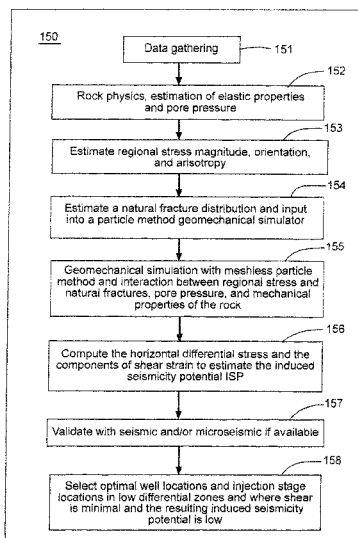 150
Data gathering
151
152
Rock physics, estimation of elastic properties
and pore pressure
153
Estimate regional stress magnitude, orientation,
and anisotropy
154
Estimate a natural fracture distribution and input
into a particle method geomechanical simulator
155
Geomechanical simulation with meshless particle
method and interaction between regional stress and
natural fractures, pore pressure, and mechanical
properties of the rock
156
Compute the horizontal differential stress and the
components of shear strain to estimate the induced
seismicity potential ISP
157
Validate with seismic and/or microseismic if available
158
Select optimal well locations and injection stage
locations in low differential zones and where shear
is minimal and the resulting induced seismicity
potential is low